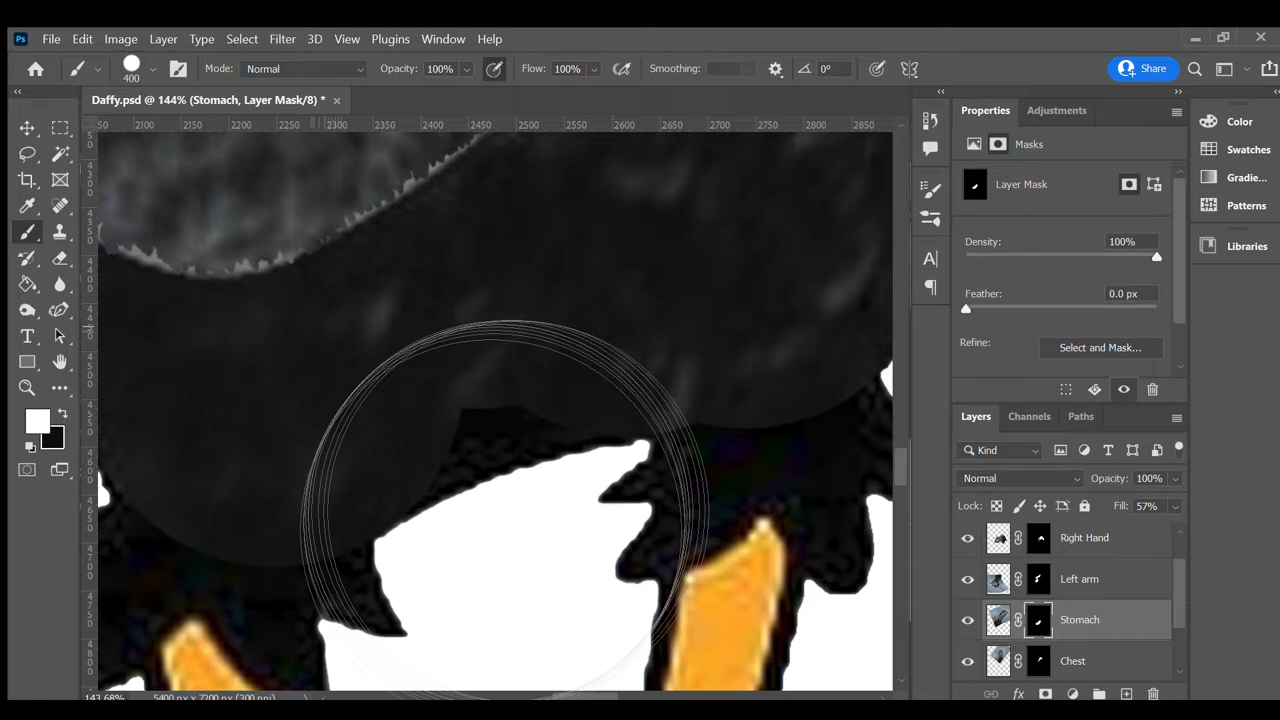 Ps File Edit Image Layer Type Select Filter 3D View Plugins Window Help
400 Mode: Normal Opacity: 100% Flow: 100% Smoothing: 0° Share
Daffy.psd @ 144% (Stomach, Layer Mask/8) *
50 2100 2150 2200 2250 2300 2350 2400 2450 2500 2550 2600 2650 2700 2750 2800 2850
Properties Adjustments
Color
Masks
Swatches
Layer Mask
Gradie...
Patterns
Density: 100%
Libraries
Feather: 0.0 px
Refine: Select and Mask...
Layers Channels Paths
Kind
Normal Opacity: 100%
Lock: Fill: 57%
Right Hand
Left arm
Stomach
Chest
143.68% 5400 px x 7200 px (300 ppi)